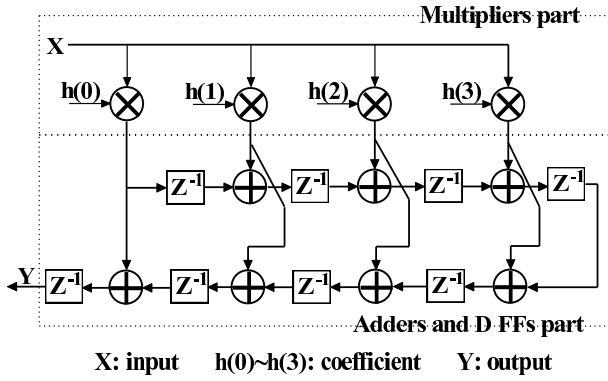 Multipliers part
X
h(0) h(1) h(2) h(3)
Z⁻¹ Z⁻¹ Z⁻¹ Z⁻¹
Y Z⁻¹ Z⁻¹ Z⁻¹ Z⁻¹
Adders and D FFs part
X: input h(0)~h(3): coefficient Y: output